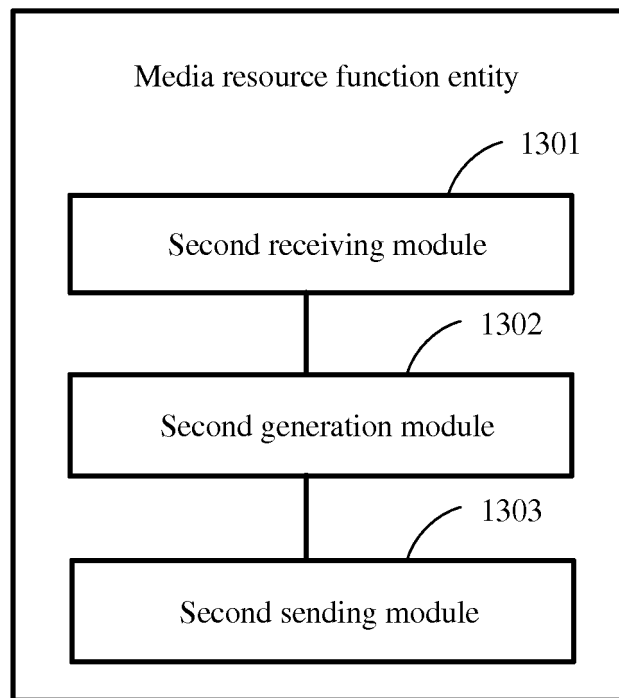 Media resource function entity
1301
Second receiving module
1302
Second generation module
1303
Second sending module